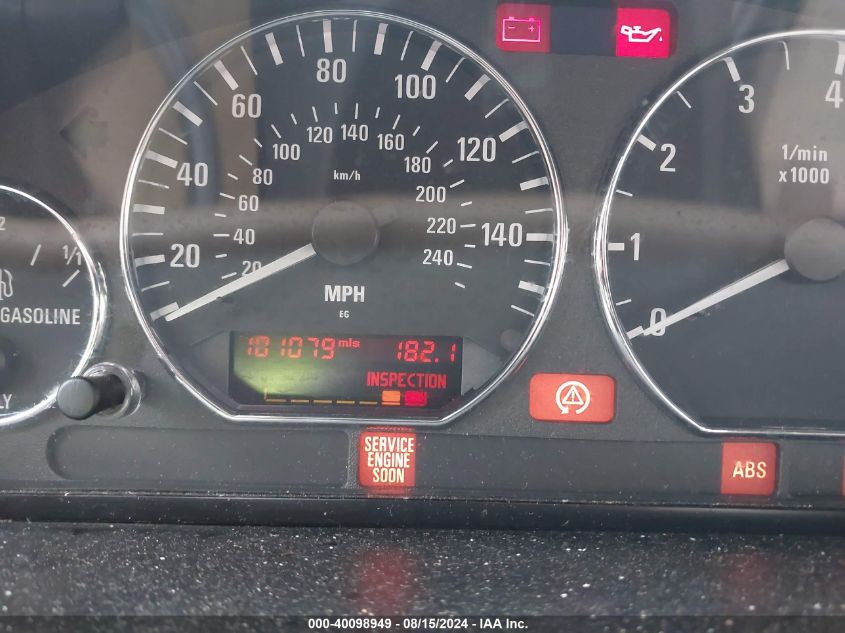 80
60
100
40
120
20
140
20
40
60
80
100
120
140
160
180
200
220
240
km/h
MPH
EG
181079 mls 182.1
INSPECTION
1/1
GASOLINE
0
1
2
3
4
1/min
x1000
SERVICE
ENGINE
SOON
ABS
000-40098949 - 08/15/2024 - IAA Inc.